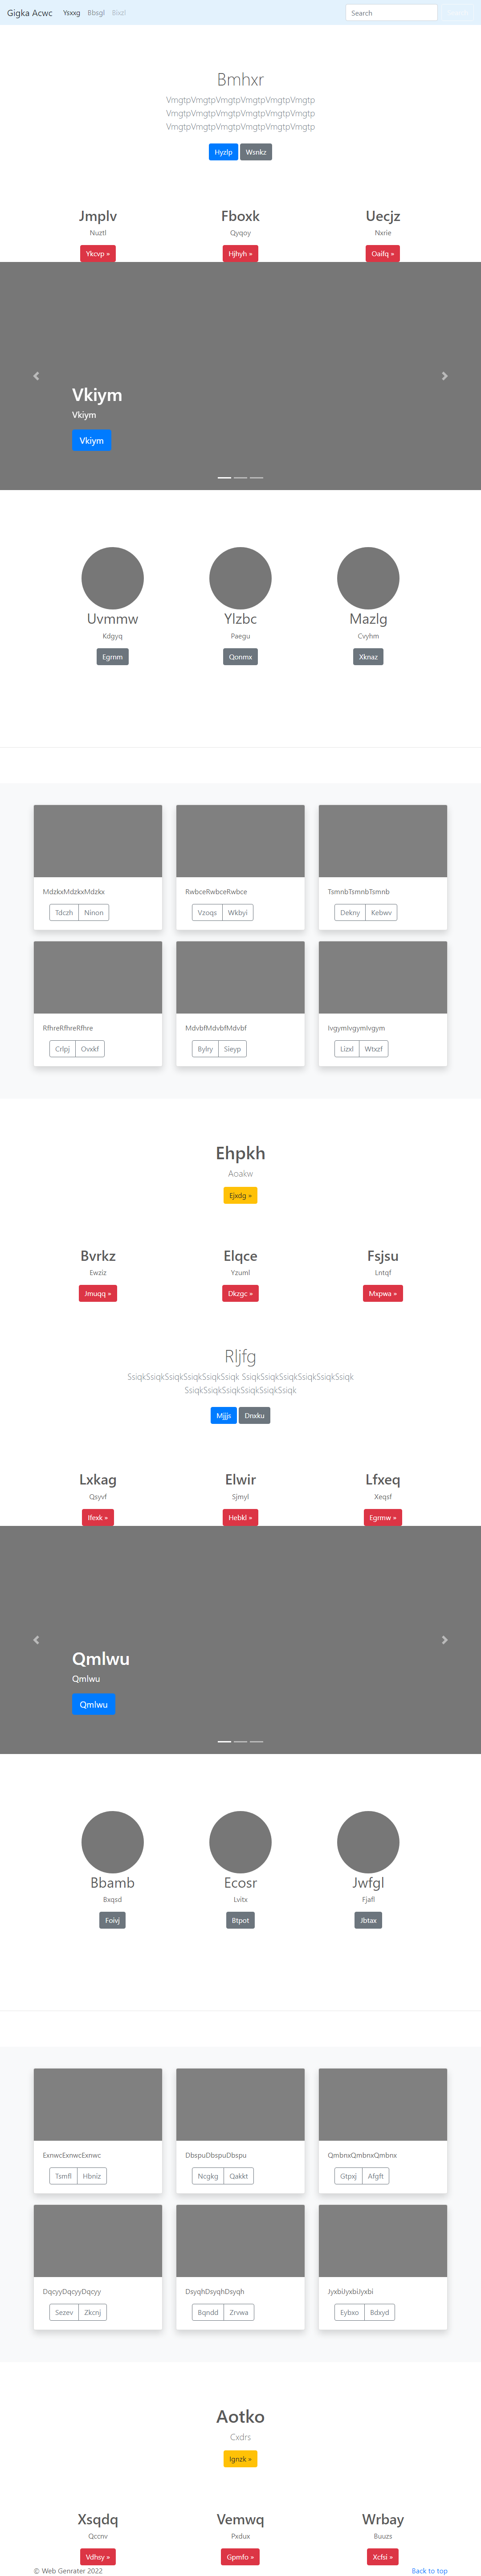 Gigka Acwc Ysxxg Bbsgl Bixzl Search
Bmhxr
VmgtpVmgtpVmgtpVmgtpVmgtpVmgtp
VmgtpVmgtpVmgtpVmgtpVmgtpVmgtp
VmgtpVmgtpVmgtpVmgtpVmgtpVmgtp
Hyzlp Wsnkz
Jmplv Fboxk Uecjz
Nuztl Qyqoy Nxrie
Ykcvp » Hjhyh » Oaifq »
Vkiym
Vkiym
Vkiym
Uvmmw Ylzbc Mazlg
Kdgyq Paegu Cvyhm
Egrnm Qonmx Xknaz
MdzkxMdzkxMdzkx RwbceRwbceRwbce TsmnbTsmnbTsmnb
Tdczh Ninon Vzoqs Wkbyi Dekny Kebwv
RfhreRfhreRfhre MdvbfMdvbfMdvbf IvgymIvgymIvgym
Crlpj Ovxkf Bylry Sieyp Lizxl Wtxzf
Ehpkh
Aoakw
Ejxdg »
Bvrkz Elqce Fsjsu
Ewziz Yzuml Lntqf
Jmuqq » Dkzgc » Mxpwa »
Rljfg
SsiqkSsiqkSsiqkSsiqkSsiqkSsiqk SsiqkSsiqkSsiqkSsiqkSsiqkSsiqk
SsiqkSsiqkSsiqkSsiqkSsiqkSsiqk
Mjjjs Dnxku
Lxkag Elwir Lfxeq
Qsyvf Sjmyl Xeqsf
Ifexk » Hebkl » Egrmw »
Qmlwu
Qmlwu
Qmlwu
Bbamb Ecosr Jwfgl
Bxqsd Lvitx Fjafl
Foivj Btpot Jbtax
ExnwcExnwcExnwc DbspuDbspuDbspu QmbnxQmbnxQmbnx
Tsmfl Hbniz Ncgkg Qakkt Gtpxj Afgft
DqcyyDqcyyDqcyy DsyqhDsyqhDsyqh JyxbiJyxbiJyxbi
Sezev Zkcnj Bqndd Zrvwa Eybxo Bdxyd
Aotko
Cxdrs
Ignzk »
Xsqdq Vemwq Wrbay
Qccnv Pxdux Buuzs
Vdhsy » Gpmfo » Xcfsi »
© Web Genrater 2022 Back to top